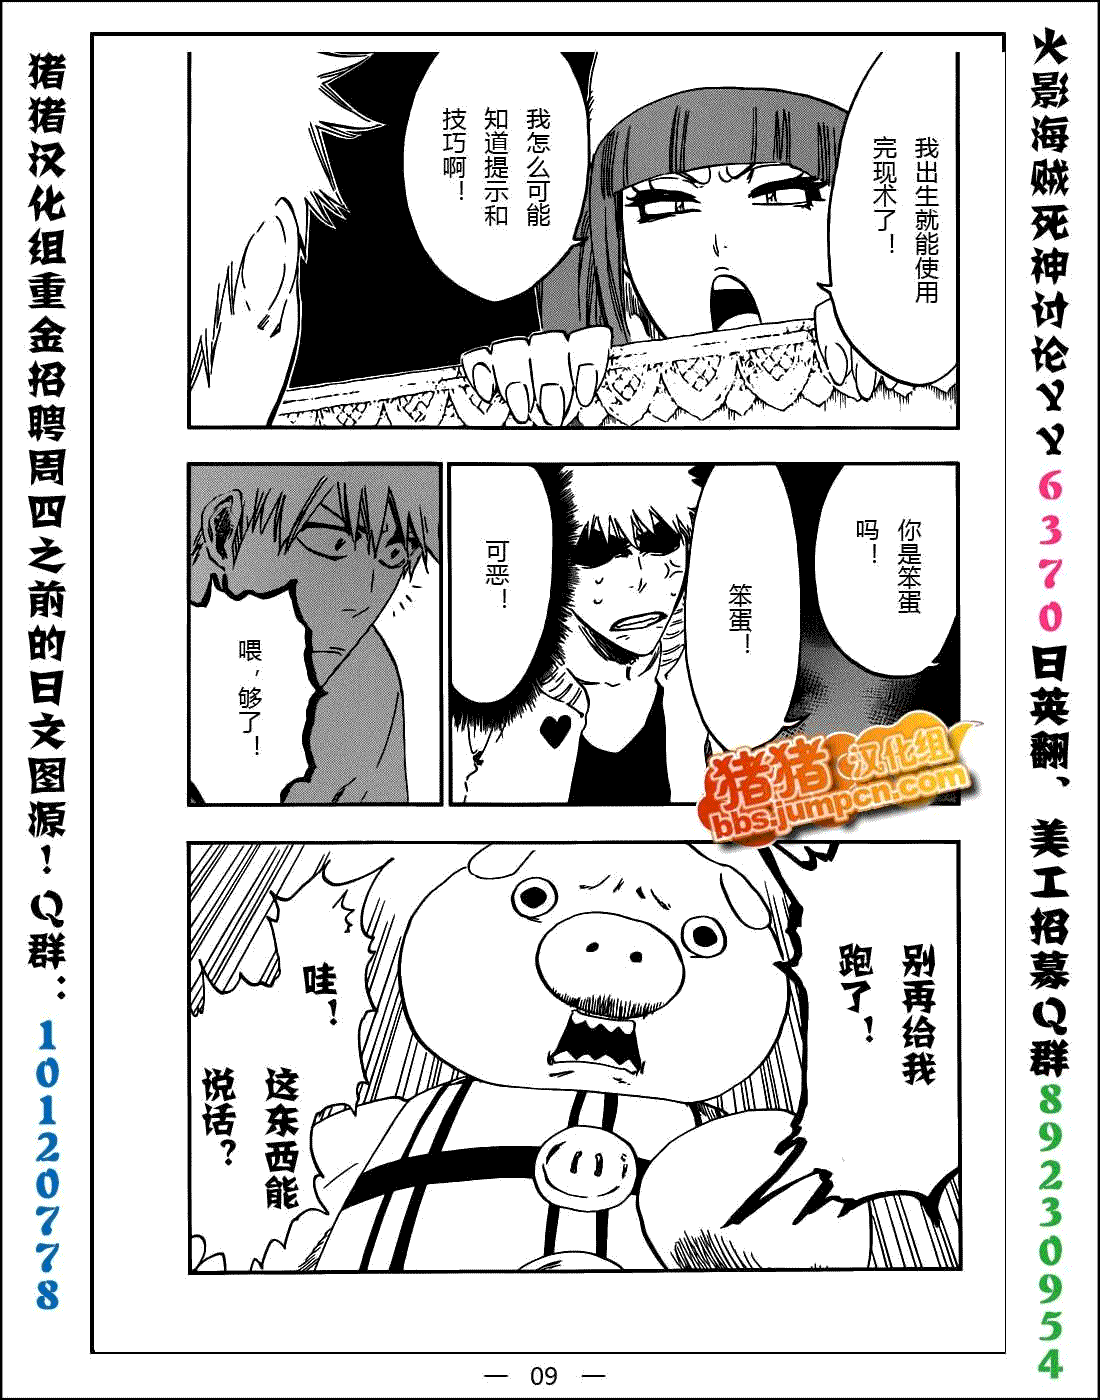 猪猪汉化组重金招聘周四之前的日文图源！Q群：10120778
火影海贼死神讨论YY6370日英翻、美工招募Q群89230954
我出生就能使用
完现术了！
我怎么可能
知道提示和
技巧啊！
你是笨蛋
吗！
笨蛋！
可恶！
喂，够了！
猪猪汉化组
bbs.jumpcn.com
别再给我
跑了！
哇！
这东西能
说话？
— 09 —